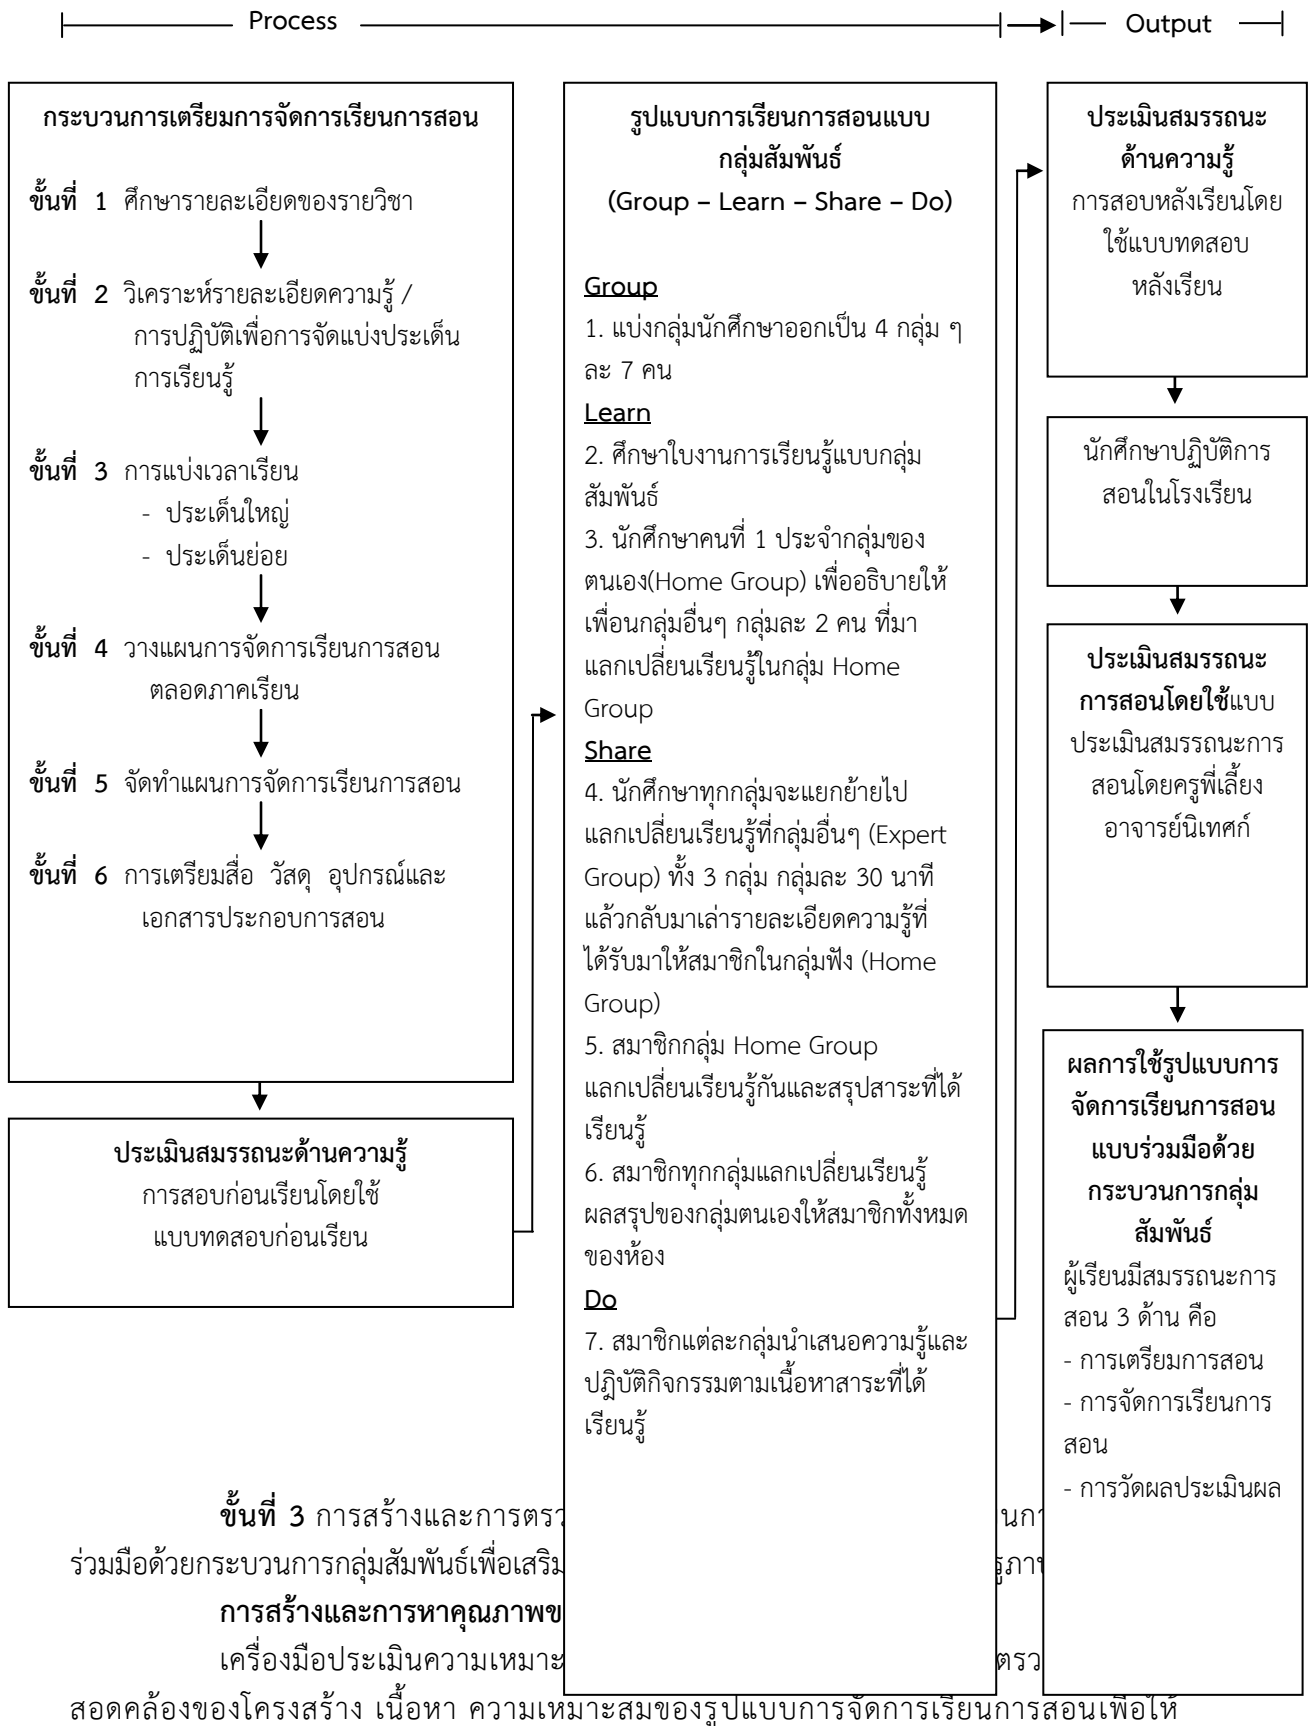 Process
Output
กระบวนการเตรียมการจัดการเรียนการสอน
ขั้นที่ 1 ศึกษารายละเอียดของรายวิชา
ขั้นที่ 2 วิเคราะห์รายละเอียดความรู้ /
การปฏิบัติเพื่อการจัดแบ่งประเด็น
การเรียนรู้
ขั้นที่ 3 การแบ่งเวลาเรียน
- ประเด็นใหญ่
- ประเด็นย่อย
ขั้นที่ 4 วางแผนการจัดการเรียนการสอน
ตลอดภาคเรียน
ขั้นที่ 5 จัดทำแผนการจัดการเรียนการสอน
ขั้นที่ 6 การเตรียมสื่อ วัสดุ อุปกรณ์และ
เอกสารประกอบการสอน
ประเมินสมรรถนะด้านความรู้
การสอบก่อนเรียนโดยใช้
แบบทดสอบก่อนเรียน
รูปแบบการเรียนการสอนแบบ
กลุ่มสัมพันธ์
(Group – Learn – Share – Do)
Group
1. แบ่งกลุ่มนักศึกษาออกเป็น 4 กลุ่ม ๆ
ละ 7 คน
Learn
2. ศึกษาใบงานการเรียนรู้แบบกลุ่ม
สัมพันธ์
3. นักศึกษาคนที่ 1 ประจำกลุ่มของ
ตนเอง(Home Group) เพื่ออธิบายให้
เพื่อนกลุ่มอื่นๆ กลุ่มละ 2 คน ที่มา
แลกเปลี่ยนเรียนรู้ในกลุ่ม Home
Group
Share
4. นักศึกษาทุกกลุ่มจะแยกย้ายไป
แลกเปลี่ยนเรียนรู้ที่กลุ่มอื่นๆ (Expert
Group) ทั้ง 3 กลุ่ม กลุ่มละ 30 นาที
แล้วกลับมาเล่ารายละเอียดความรู้ที่
ได้รับมาให้สมาชิกในกลุ่มฟัง (Home
Group)
5. สมาชิกกลุ่ม Home Group
แลกเปลี่ยนเรียนรู้กันและสรุปสาระที่ได้
เรียนรู้
6. สมาชิกทุกกลุ่มแลกเปลี่ยนเรียนรู้
ผลสรุปของกลุ่มตนเองให้สมาชิกทั้งหมด
ของห้อง
Do
7. สมาชิกแต่ละกลุ่มนำเสนอความรู้และ
ปฎิบัติกิจกรรมตามเนื้อหาสาระที่ได้
เรียนรู้
ประเมินสมรรถนะ
ด้านความรู้
การสอบหลังเรียนโดย
ใช้แบบทดสอบ
หลังเรียน
นักศึกษาปฏิบัติการ
สอนในโรงเรียน
ประเมินสมรรถนะ
การสอนโดยใช้แบบ
ประเมินสมรรถนะการ
สอนโดยครูพี่เลี้ยง
อาจารย์นิเทศก์
ผลการใช้รูปแบบการ
จัดการเรียนการสอน
แบบร่วมมือด้วย
กระบวนการกลุ่ม
สัมพันธ์
ผู้เรียนมีสมรรถนะการ
สอน 3 ด้าน คือ
- การเตรียมการสอน
- การจัดการเรียนการ
สอน
- การวัดผลประเมินผล
ขั้นที่ 3 การสร้างและการตรว
ร่วมมือด้วยกระบวนการกลุ่มสัมพันธ์เพื่อเสริม
การสร้างและการหาคุณภาพข
เครื่องมือประเมินความเหมาะ ตรว
สอดคล้องของโครงสร้าง เนื้อหา ความเหมาะสมของรูปแบบการจัดการเรียนการสอนเพื่อให้